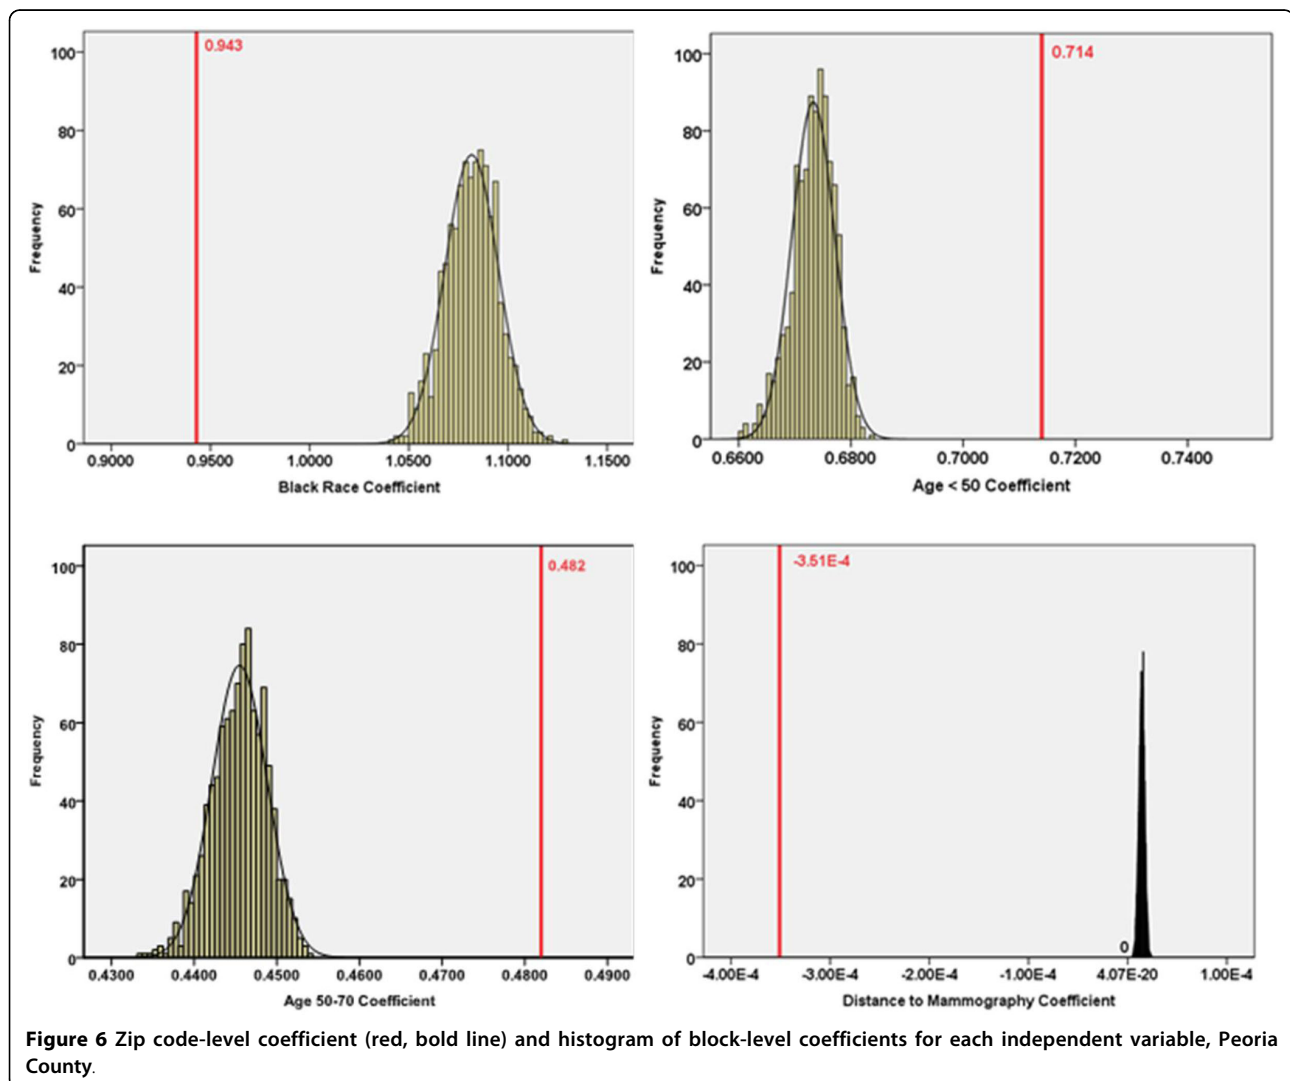 0.943
100
80
60
40
20
0
Frequency
0.9000 0.9500 1.0000 1.0500 1.1000 1.1500
Black Race Coefficient
0.714
100
80
60
40
20
0
Frequency
0.6600 0.6800 0.7000 0.7200 0.7400
Age < 50 Coefficient
0.482
100
80
60
40
20
0
Frequency
0.4300 0.4400 0.4500 0.4600 0.4700 0.4800 0.4900
Age 50-70 Coefficient
-3.51E-4
100
80
60
40
20
0
Frequency
0
-4.00E-4 -3.00E-4 -2.00E-4 -1.00E-4 4.07E-20 1.00E-4
Distance to Mammography Coefficient
Figure 6 Zip code-level coefficient (red, bold line) and histogram of block-level coefficients for each independent variable, Peoria
County.